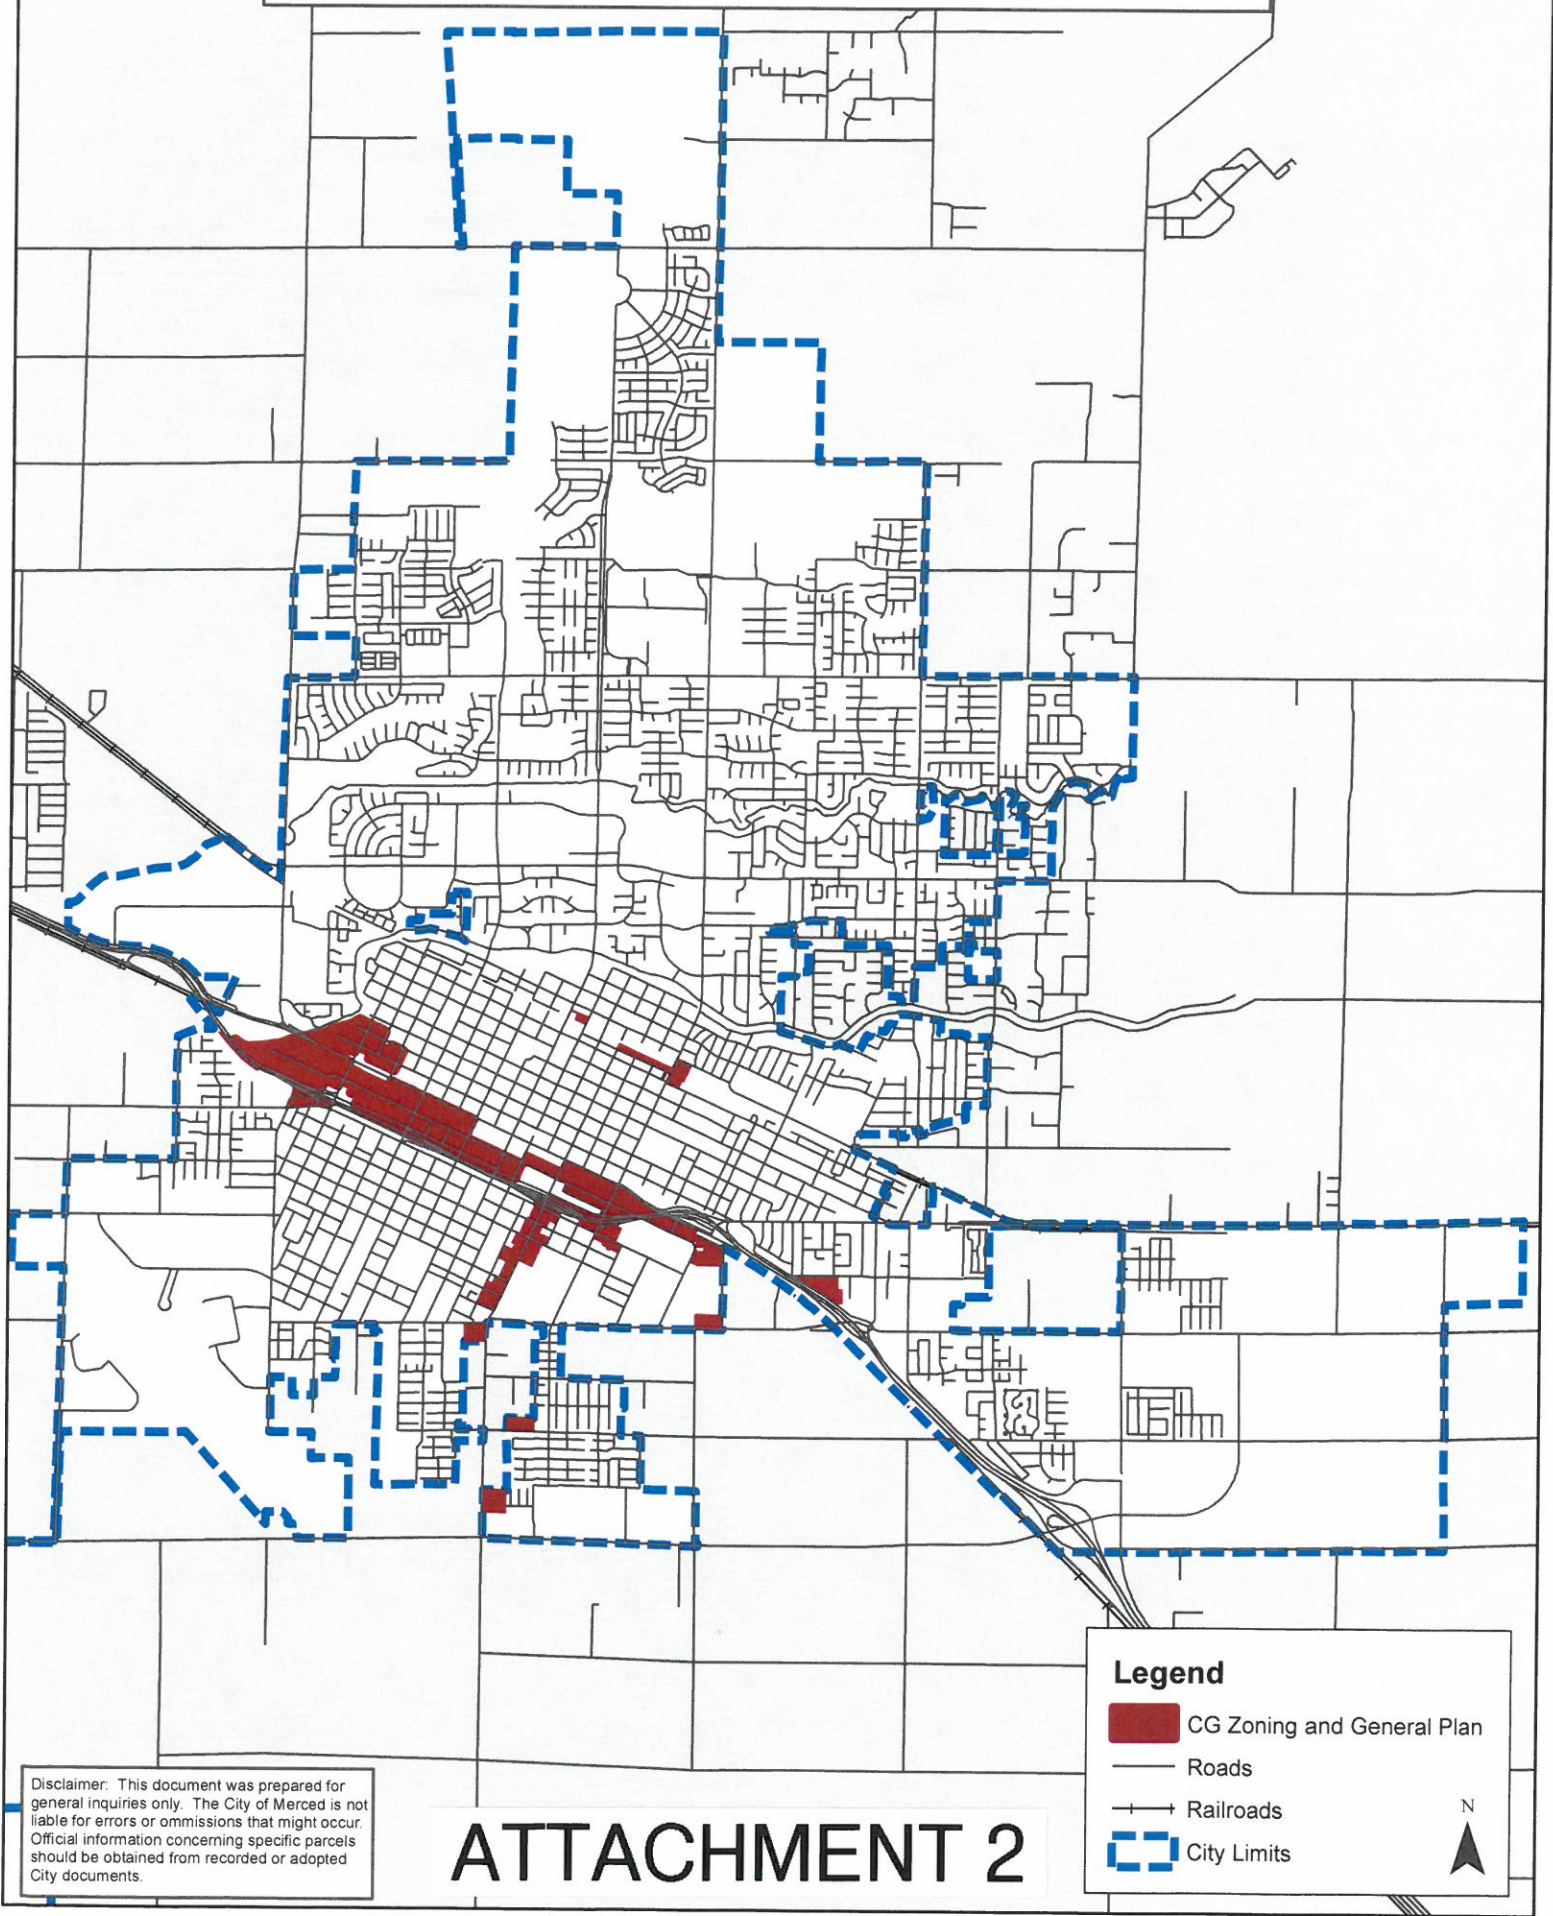 Legend
CG Zoning and General Plan
Roads
Railroads
City Limits
N
Disclaimer: This document was prepared for
general inquiries only. The City of Merced is not
liable for errors or ommissions that might occur.
Official information concerning specific parcels
should be obtained from recorded or adopted
City documents.
ATTACHMENT 2